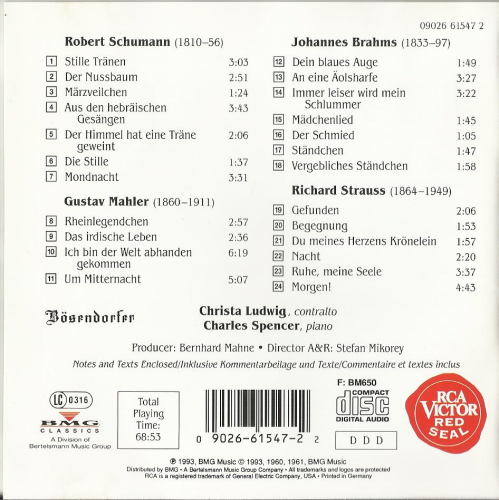 09026 61547 2
Robert Schumann (1810–56)
1 Stille Tränen 3:03
2 Der Nussbaum 2:51
3 Märzveilchen 1:24
4 Aus den hebräischen
Gesängen 3:43
5 Der Himmel hat eine Träne
geweint 2:06
6 Die Stille 1:37
7 Mondnacht 3:31
Gustav Mahler (1860–1911)
8 Rheinlegendchen 2:57
9 Das irdische Leben 2:36
10 Ich bin der Welt abhanden
gekommen 6:19
11 Um Mitternacht 5:07
Johannes Brahms (1833–97)
12 Dein blaues Auge 1:49
13 An eine Äolsharfe 3:27
14 Immer leiser wird mein
Schlummer 3:22
15 Mädchenlied 1:45
16 Der Schmied 1:05
17 Ständchen 1:47
18 Vergebliches Ständchen 1:58
Richard Strauss (1864–1949)
19 Gefunden 2:06
20 Begegnung 1:53
21 Du meines Herzens Krönelein 1:57
22 Nacht 2:20
23 Ruhe, meine Seele 3:37
24 Morgen! 4:43
Bösendorfer
Christa Ludwig, contralto
Charles Spencer, piano
Producer: Bernhard Mahne • Director A&R: Stefan Mikorey
Notes and Texts Enclosed/Inklusive Kommentarbeilage und Texte/Commentaire et textes inclus
LC 0316
BMG
CLASSICS
A Division of
Bertelsmann Music Group
Total
Playing
Time:
68:53
0 9026-61547-2 2
F: BM650
COMPACT
disc
DIGITAL AUDIO
D D D
RCA
VICTOR
RED
SEAL
℗ 1993, BMG Music © 1993, 1960, 1961, BMG Music
Distributed by BMG • A Bertelsmann Music Group Company • All trademarks and logos are protected
RCA is a registered trademark of General Electric Company, USA • Printed in Germany